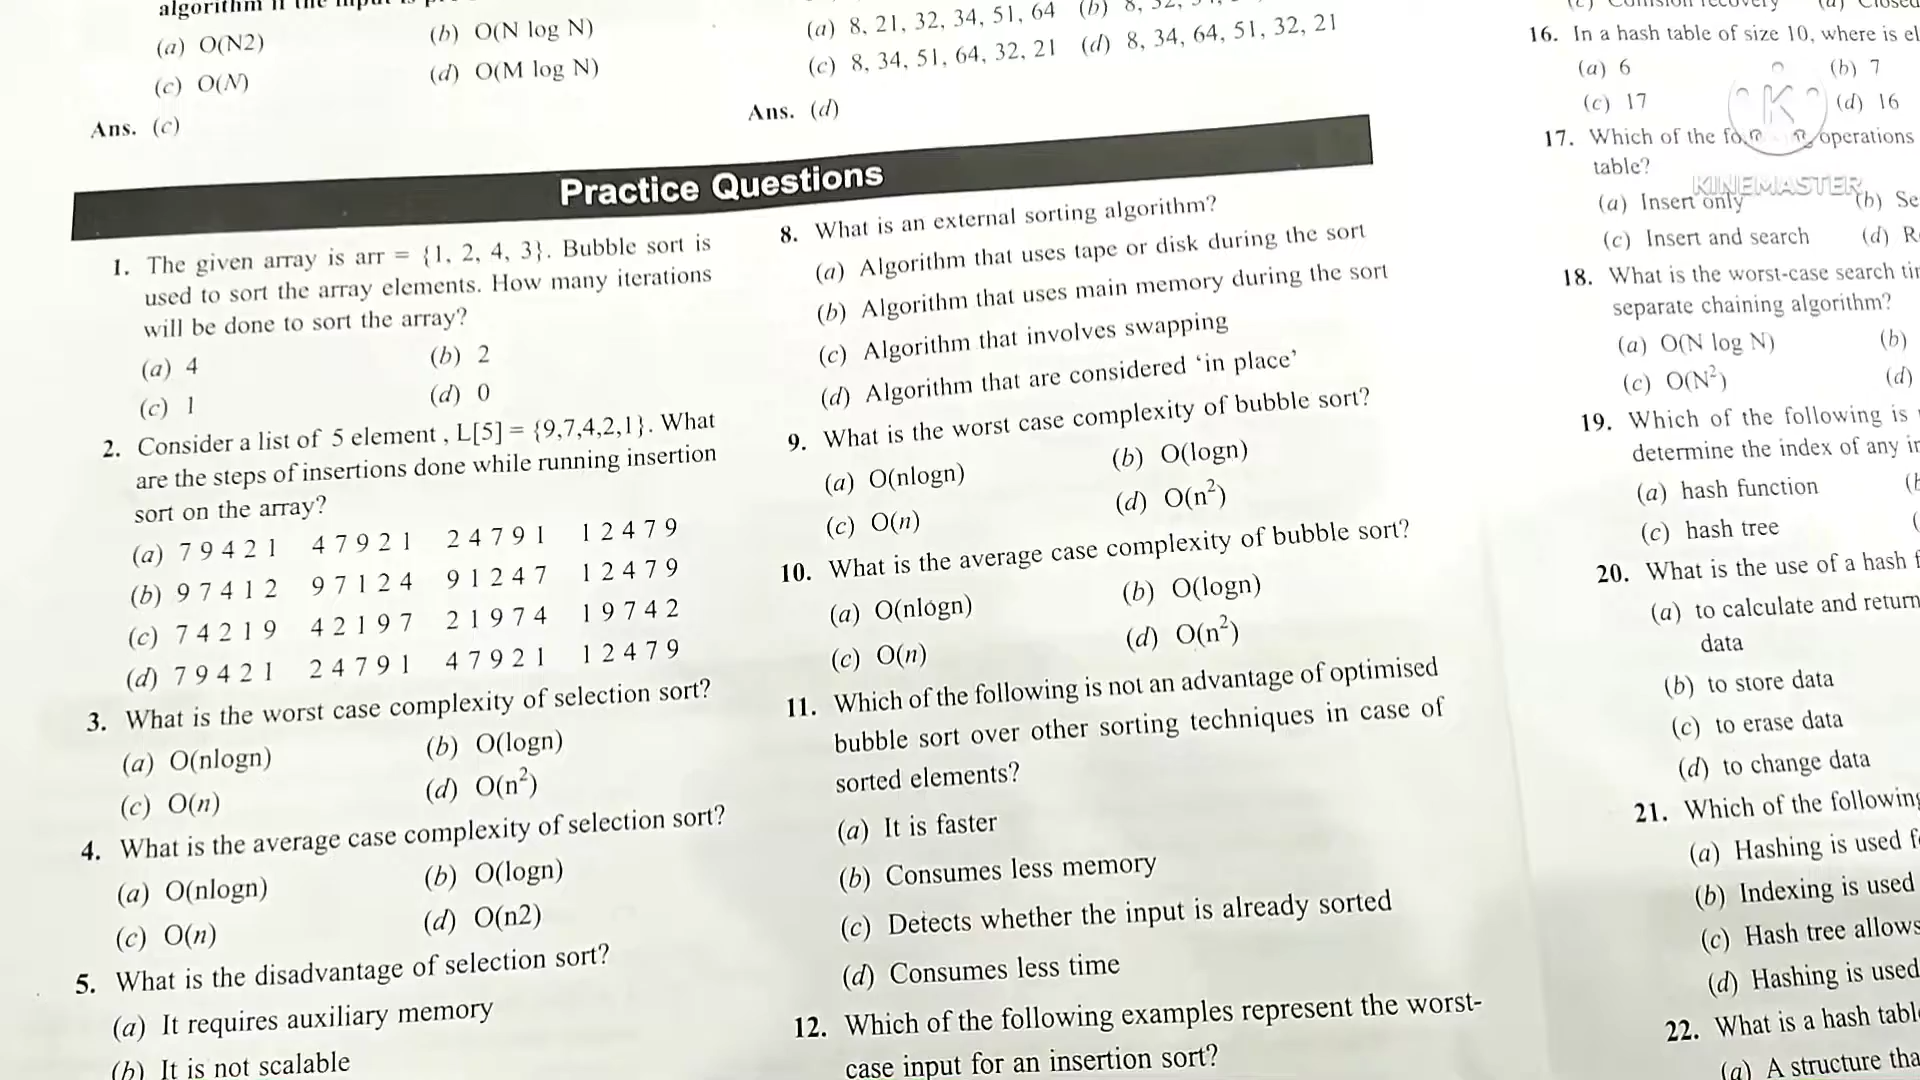 algorithm if the input is
(a) O(N2) (b) O(N log N)
(c) O(N) (d) O(M log N)
Ans. (c)
(a) 8, 21, 32, 34, 51, 64 (b) 8, 32,
(c) 8, 34, 51, 64, 32, 21 (d) 8, 34, 64, 51, 32, 21
Ans. (d)
Practice Questions
1. The given array is arr = {1, 2, 4, 3}. Bubble sort is
used to sort the array elements. How many iterations
will be done to sort the array?
(a) 4 (b) 2
(c) 1 (d) 0
2. Consider a list of 5 element , L[5] = {9,7,4,2,1}. What
are the steps of insertions done while running insertion
sort on the array?
(a) 7 9 4 2 1 4 7 9 2 1 2 4 7 9 1 1 2 4 7 9
(b) 9 7 4 1 2 9 7 1 2 4 9 1 2 4 7 1 2 4 7 9
(c) 7 4 2 1 9 4 2 1 9 7 2 1 9 7 4 1 9 7 4 2
(d) 7 9 4 2 1 2 4 7 9 1 4 7 9 2 1 1 2 4 7 9
3. What is the worst case complexity of selection sort?
(a) O(nlogn) (b) O(logn)
(c) O(n) (d) O(n²)
4. What is the average case complexity of selection sort?
(a) O(nlogn) (b) O(logn)
(c) O(n) (d) O(n2)
5. What is the disadvantage of selection sort?
(a) It requires auxiliary memory
(b) It is not scalable
8. What is an external sorting algorithm?
(a) Algorithm that uses tape or disk during the sort
(b) Algorithm that uses main memory during the sort
(c) Algorithm that involves swapping
(d) Algorithm that are considered ‘in place’
9. What is the worst case complexity of bubble sort?
(a) O(nlogn) (b) O(logn)
(c) O(n) (d) O(n²)
10. What is the average case complexity of bubble sort?
(a) O(nlogn) (b) O(logn)
(c) O(n) (d) O(n²)
11. Which of the following is not an advantage of optimised
bubble sort over other sorting techniques in case of
sorted elements?
(a) It is faster
(b) Consumes less memory
(c) Detects whether the input is already sorted
(d) Consumes less time
12. Which of the following examples represent the worst-
case input for an insertion sort?
(c) Collision recovery (d) Closed
16. In a hash table of size 10, where is el
(a) 6 (b) 7
(c) 17 (d) 16
17. Which of the operations
table?
(a) Insert only (b) Se
(c) Insert and search (d) R
18. What is the worst-case search tim
separate chaining algorithm?
(a) O(N log N) (b)
(c) O(N²) (d)
19. Which of the following is
determine the index of any in
(a) hash function
(c) hash tree
20. What is the use of a hash f
(a) to calculate and return
data
(b) to store data
(c) to erase data
(d) to change data
21. Which of the following
(a) Hashing is used f
(b) Indexing is used
(c) Hash tree allows
(d) Hashing is used
22. What is a hash table
(a) A structure tha
K
KINEMASTER